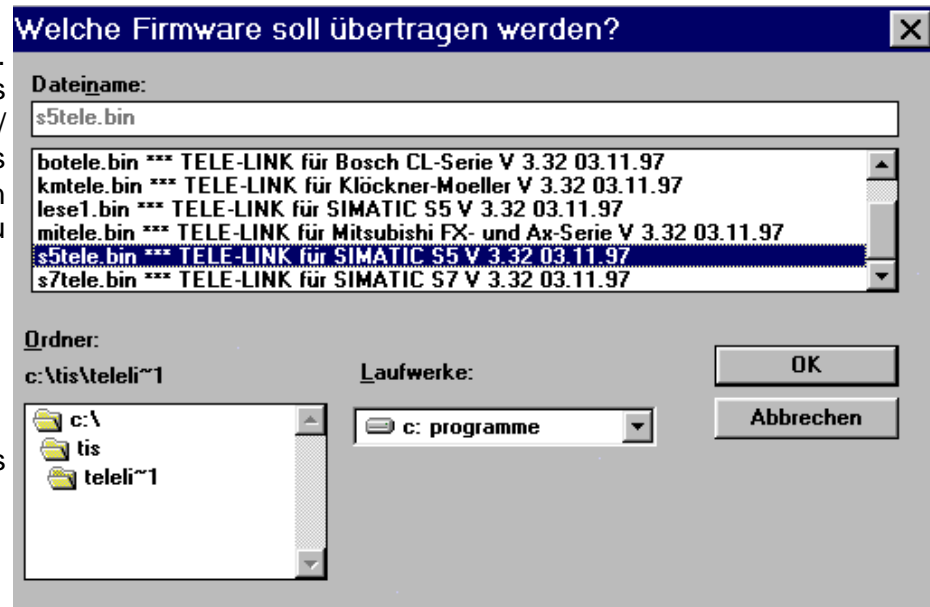 Welche Firmware soll übertragen werden?
Dateiname:
s5tele.bin
botele.bin *** TELE-LINK für Bosch CL-Serie V 3.32 03.11.97
kmtele.bin *** TELE-LINK für Klöckner-Moeller V 3.32 03.11.97
lese1.bin *** TELE-LINK für SIMATIC S5 V 3.32 03.11.97
mitele.bin *** TELE-LINK für Mitsubishi FX- und Ax-Serie V 3.32 03.11.97
s5tele.bin *** TELE-LINK für SIMATIC S5 V 3.32 03.11.97
s7tele.bin *** TELE-LINK für SIMATIC S7 V 3.32 03.11.97
Ordner:
c:\tis\teleli~1
c:\
tis
teleli~1
Laufwerke:
c: programme
OK
Abbrechen